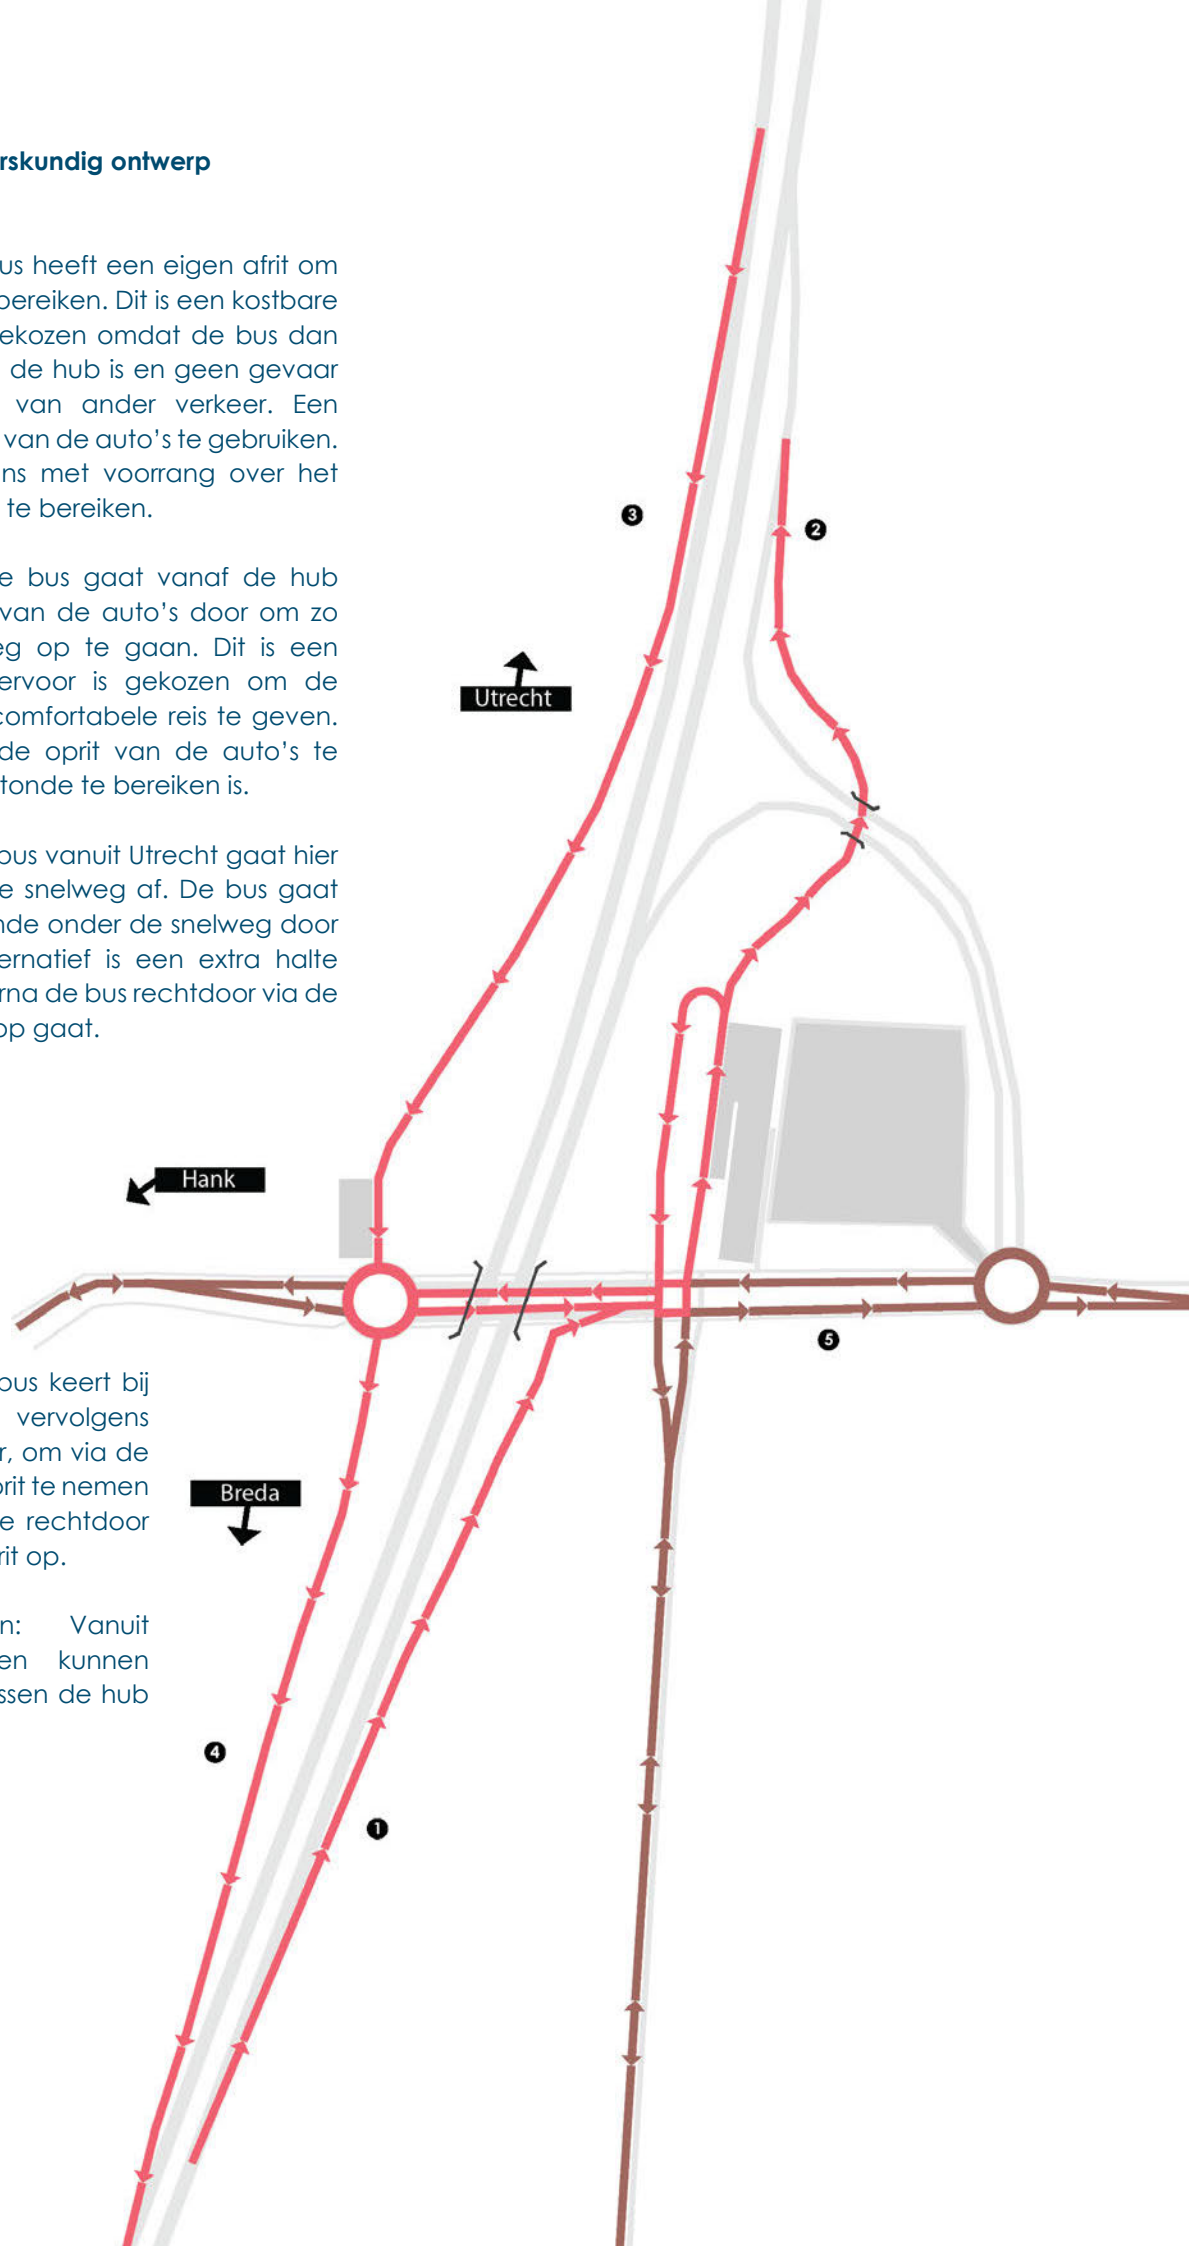 rskundig ontwerp
us heeft een eigen afrit om
bereiken. Dit is een kostbare
ekozen omdat de bus dan
de hub is en geen gevaar
van ander verkeer. Een
van de auto's te gebruiken.
ns met voorrang over het
te bereiken.
e bus gaat vanaf de hub
van de auto's door om zo
eg op te gaan. Dit is een
ervoor is gekozen om de
comfortabele reis te geven.
de oprit van de auto's te
tonde te bereiken is.
bus vanuit Utrecht gaat hier
e snelweg af. De bus gaat
nde onder de snelweg door
ernatief is een extra halte
rna de bus rechtdoor via de
op gaat.
bus keert bij
vervolgens
r, om via de
orit te nemen
e rechtdoor
rit op.
n: Vanuit
en kunnen
ssen de hub
3
2
Utrecht
Hank
5
Breda
4
1